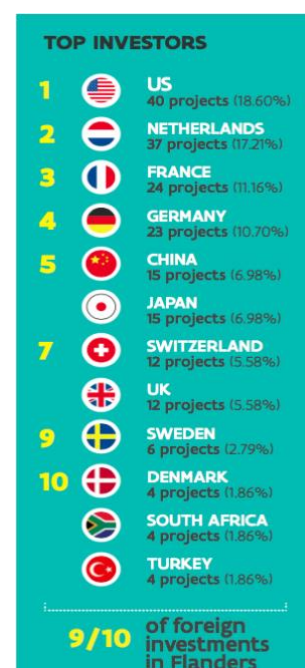 TOP INVESTORS
1
US
40 projects (18.60%)
2
NETHERLANDS
37 projects (17.21%)
3
FRANCE
24 projects (11.16%)
4
GERMANY
23 projects (10.70%)
5
CHINA
15 projects (6.98%)
JAPAN
15 projects (6.98%)
7
SWITZERLAND
12 projects (5.58%)
UK
12 projects (5.58%)
9
SWEDEN
6 projects (2.79%)
10
DENMARK
4 projects (1.86%)
SOUTH AFRICA
4 projects (1.86%)
TURKEY
4 projects (1.86%)
9/10
of foreign
investments
in Flanders